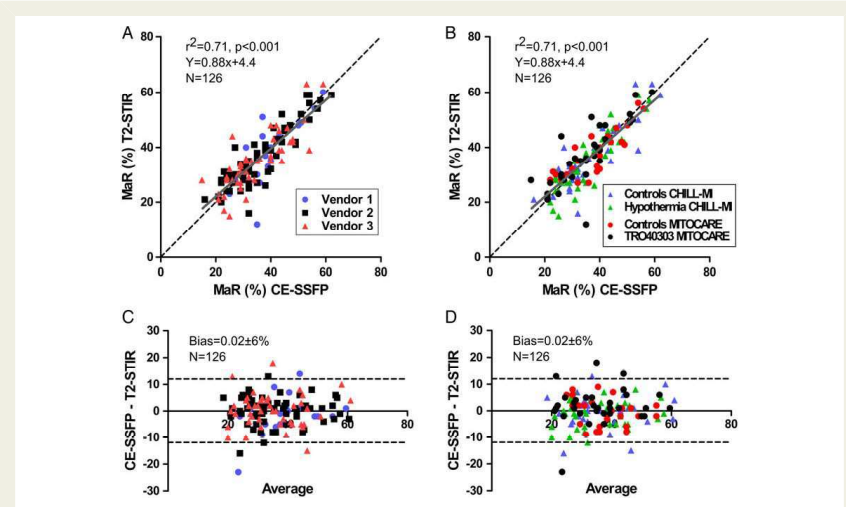 A
r2=0.71, p<0.001
Y=0.88x+4.4
N=126
80
60
40
20
0
MaR (%) T2-STIR
0 20 40 60 80
MaR (%) CE-SSFP
Vendor 1
Vendor 2
Vendor 3
B
r2=0.71, p<0.001
Y=0.88x+4.4
N=126
80
60
40
20
0
MaR (%) T2-STIR
0 20 40 60 80
MaR (%) CE-SSFP
Controls CHILL-MI
Hypothermia CHILL-MI
Controls MITOCARE
TRO40303 MITOCARE
C
Bias=0.02±6%
N=126
30
20
10
0
-10
-20
-30
CE-SSFP - T2-STIR
20 40 60 80
Average
D
Bias=0.02±6%
N=126
30
20
10
0
-10
-20
-30
CE-SSFP - T2-STIR
20 40 60 80
Average